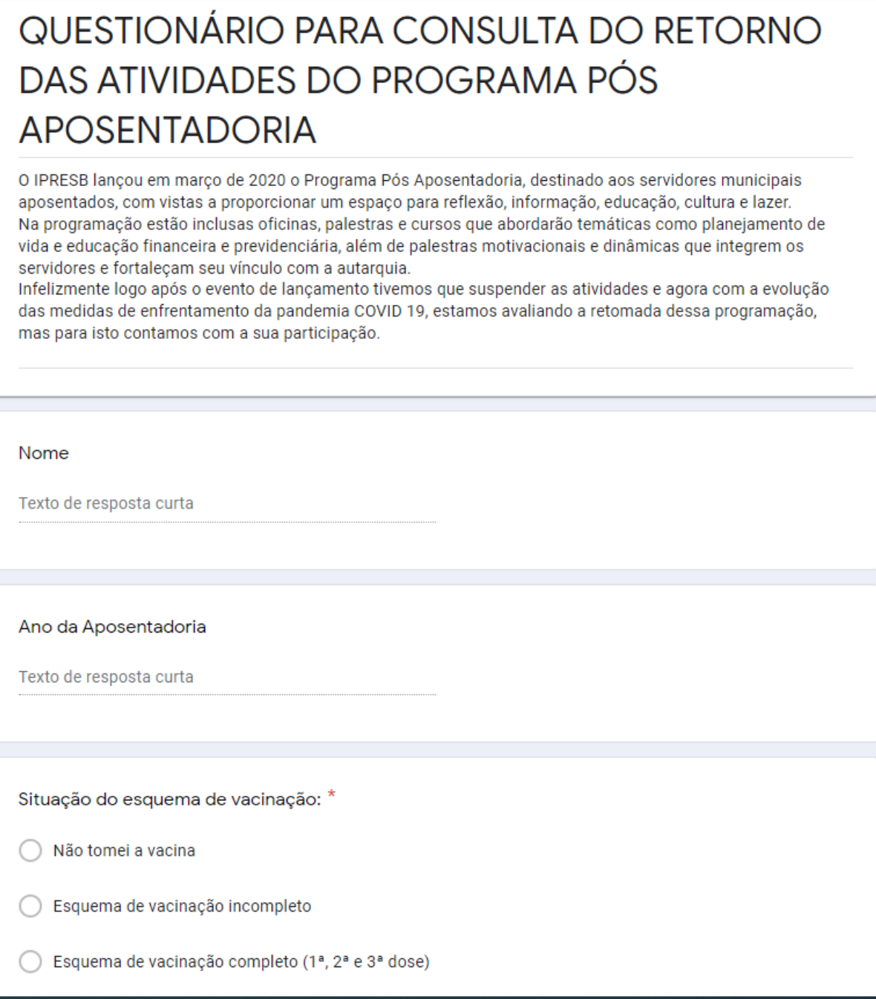 QUESTIONÁRIO PARA CONSULTA DO RETORNO
DAS ATIVIDADES DO PROGRAMA PÓS
APOSENTADORIA
O IPRESB lançou em março de 2020 o Programa Pós Aposentadoria, destinado aos servidores municipais
aposentados, com vistas a proporcionar um espaço para reflexão, informação, educação, cultura e lazer.
Na programação estão inclusas oficinas, palestras e cursos que abordarão temáticas como planejamento de
vida e educação financeira e previdenciária, além de palestras motivacionais e dinâmicas que integrem os
servidores e fortaleçam seu vínculo com a autarquia.
Infelizmente logo após o evento de lançamento tivemos que suspender as atividades e agora com a evolução
das medidas de enfrentamento da pandemia COVID 19, estamos avaliando a retomada dessa programação,
mas para isto contamos com a sua participação.
Nome
Texto de resposta curta
Ano da Aposentadoria
Texto de resposta curta
Situação do esquema de vacinação: *
Não tomei a vacina
Esquema de vacinação incompleto
Esquema de vacinação completo (1ª, 2ª e 3ª dose)